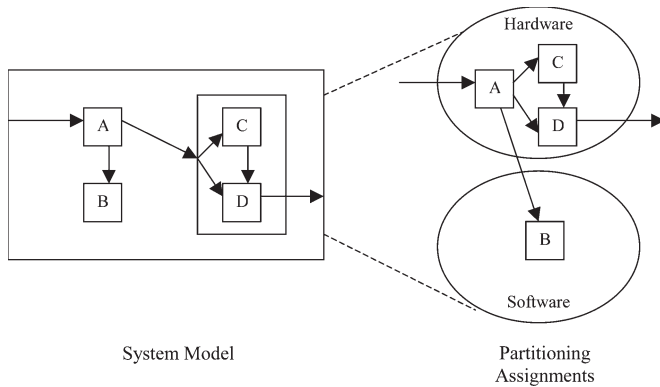 Hardware
A
C
D
B
Software
A
C
B
D
System Model
Partitioning
Assignments